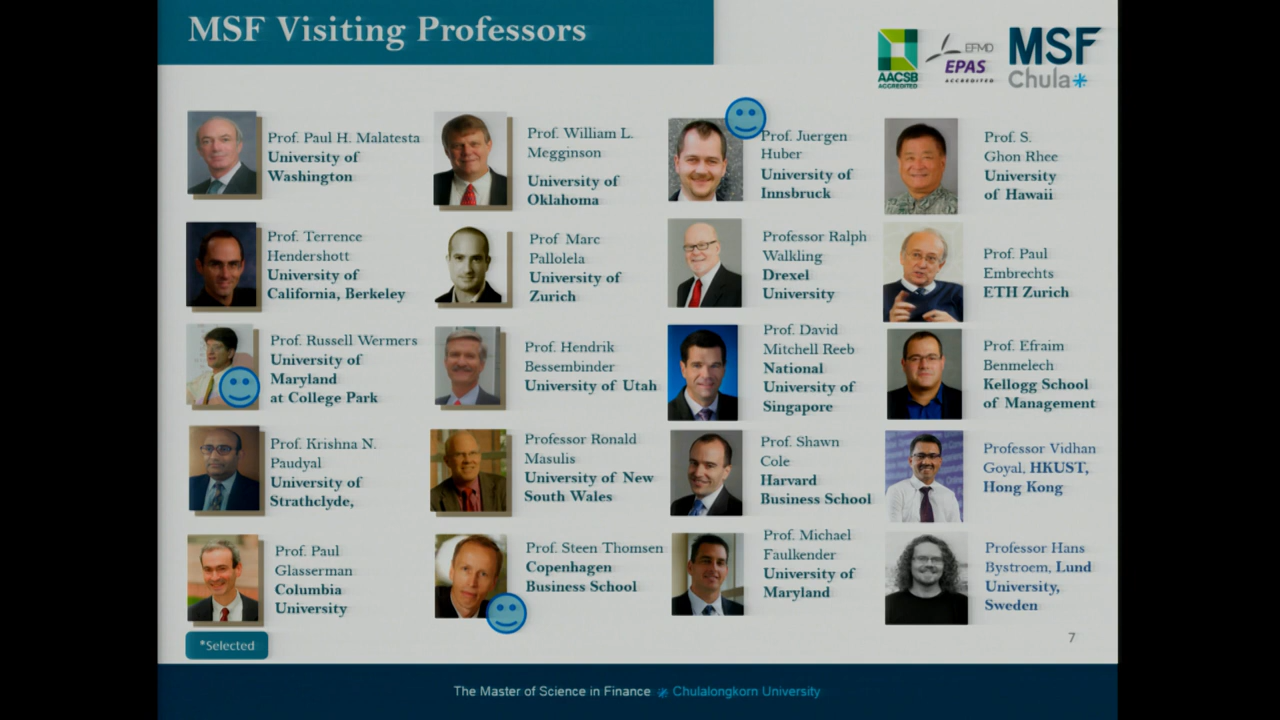 MSF Visiting Professors
AACSB
ACCREDITED
EFMD
EPAS
ACCREDITED
MSF
Chula
Prof. Paul H. Malatesta
University of
Washington
Prof. William L.
Megginson
University of
Oklahoma
Prof. Juergen
Huber
University of
Innsbruck
Prof. S.
Ghon Rhee
University
of Hawaii
Prof. Terrence
Hendershott
University of
California, Berkeley
Prof Marc
Pallolela
University of
Zurich
Professor Ralph
Walkling
Drexel
University
Prof. Paul
Embrechts
ETH Zurich
Prof. Russell Wermers
University of
Maryland
at College Park
Prof. Hendrik
Bessembinder
University of Utah
Prof. David
Mitchell Reeb
National
University of
Singapore
Prof. Efraim
Benmelech
Kellogg School
of Management
Prof. Krishna N.
Paudyal
University of
Strathclyde,
Professor Ronald
Masulis
University of New
South Wales
Prof. Shawn
Cole
Harvard
Business School
Professor Vidhan
Goyal, HKUST,
Hong Kong
Prof. Paul
Glasserman
Columbia
University
Prof. Steen Thomsen
Copenhagen
Business School
Prof. Michael
Faulkender
University of
Maryland
Professor Hans
Bystroem, Lund
University,
Sweden
*Selected
7
The Master of Science in Finance Chulalongkorn University